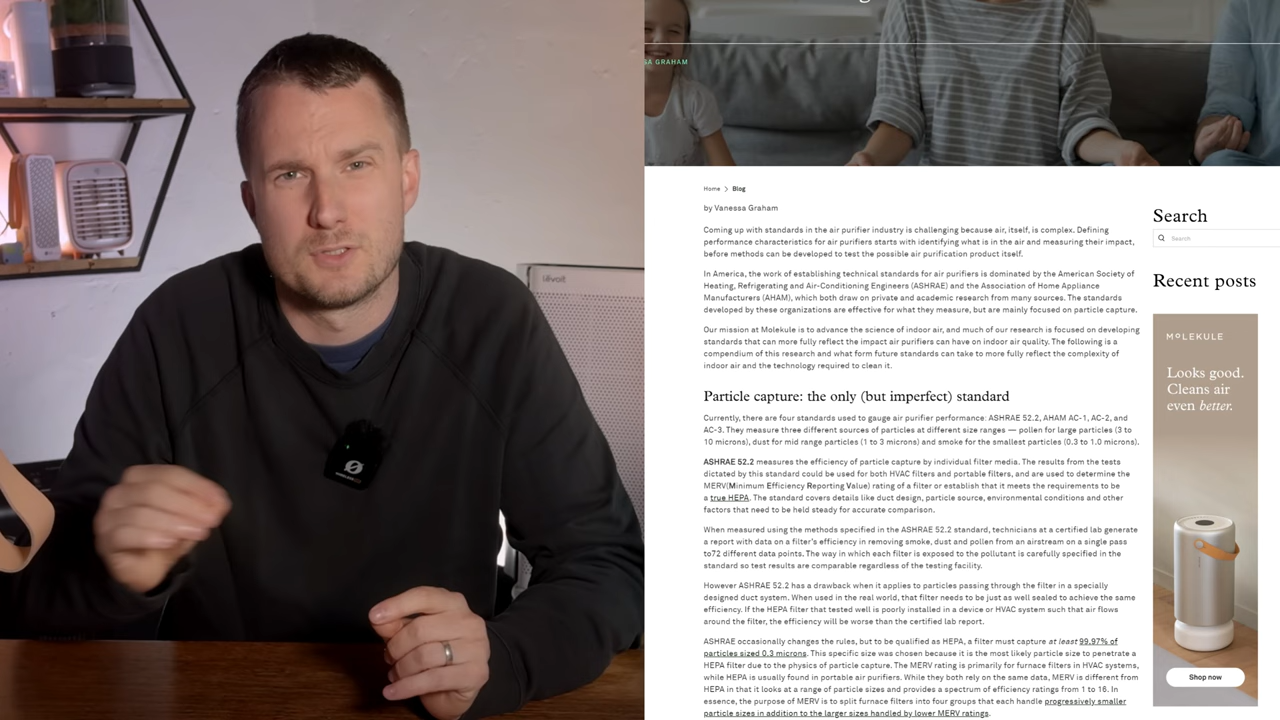 SA GRAHAM
Home > Blog
by Vanessa Graham
Coming up with standards in the air purifier industry is challenging because air, itself, is complex. Defining
performance characteristics for air purifiers starts with identifying what is in the air and measuring their impact,
before methods can be developed to test the possible air purification product itself.
In America, the work of establishing technical standards for air purifiers is dominated by the American Society of
Heating, Refrigerating and Air-Conditioning Engineers (ASHRAE) and the Association of Home Appliance
Manufacturers (AHAM), which both draw on private and academic research from many sources. The standards
developed by these organizations are effective for what they measure, but are mainly focused on particle capture.
Our mission at Molekule is to advance the science of indoor air, and much of our research is focused on developing
standards that can more fully reflect the impact air purifiers can have on indoor air quality. The following is a
compendium of this research and what form future standards can take to more fully reflect the complexity of
indoor air and the technology required to clean it.
Particle capture: the only (but imperfect) standard
Currently, there are four standards used to gauge air purifier performance: ASHRAE 52.2, AHAM AC-1, AC-2, and
AC-3. They measure three different sources of particles at different size ranges — pollen for large particles (3 to
10 microns), dust for mid range particles (1 to 3 microns) and smoke for the smallest particles (0.3 to 1.0 microns).
ASHRAE 52.2 measures the efficiency of particle capture by individual filter media. The results from the tests
dictated by this standard could be used for both HVAC filters and portable filters, and are used to determine the
MERV(Minimum Efficiency Reporting Value) rating of a filter or establish that it meets the requirements to be
a true HEPA. The standard covers details like duct design, particle source, environmental conditions and other
factors that need to be held steady for accurate comparison.
When measured using the methods specified in the ASHRAE 52.2 standard, technicians at a certified lab generate
a report with data on a filter's efficiency in removing smoke, dust and pollen from an airstream on a single pass
to72 different data points. The way in which each filter is exposed to the pollutant is carefully specified in the
standard so test results are comparable regardless of the testing facility.
However ASHRAE 52.2 has a drawback when it applies to particles passing through the filter in a specially
designed duct system. When used in the real world, that filter needs to be just as well sealed to achieve the same
efficiency. If the HEPA filter that tested well is poorly installed in a device or HVAC system such that air flows
around the filter, the efficiency will be worse than the certified lab report.
ASHRAE occasionally changes the rules, but to be qualified as HEPA, a filter must capture at least 99.97% of
particles sized 0.3 microns. This specific size was chosen because it is the most likely particle size to penetrate a
HEPA filter due to the physics of particle capture. The MERV rating is primarily for furnace filters in HVAC systems,
while HEPA is usually found in portable air purifiers. While they both rely on the same data, MERV is different from
HEPA in that it looks at a range of particle sizes and provides a spectrum of efficiency ratings from 1 to 16. In
essence, the purpose of MERV is to split furnace filters into four groups that each handle progressively smaller
particle sizes in addition to the larger sizes handled by lower MERV ratings.
Search
Search
Recent posts
MOLEKULE
Looks good.
Cleans air
even better.
Shop now